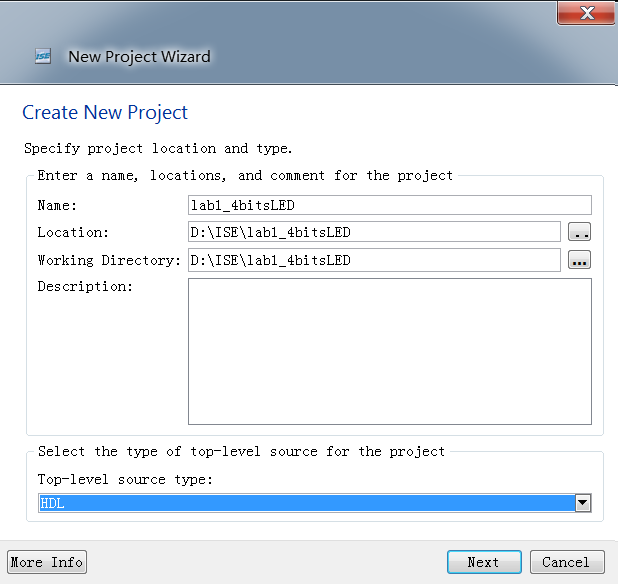 ISE
New Project Wizard
Create New Project
Specify project location and type.
Enter a name, locations, and comment for the project
Name:
lab1_4bitsLED
Location:
D:\ISE\lab1_4bitsLED
..
Working Directory:
D:\ISE\lab1_4bitsLED
...
Description:
Select the type of top-level source for the project
Top-level source type:
HDL
More Info
Next
Cancel